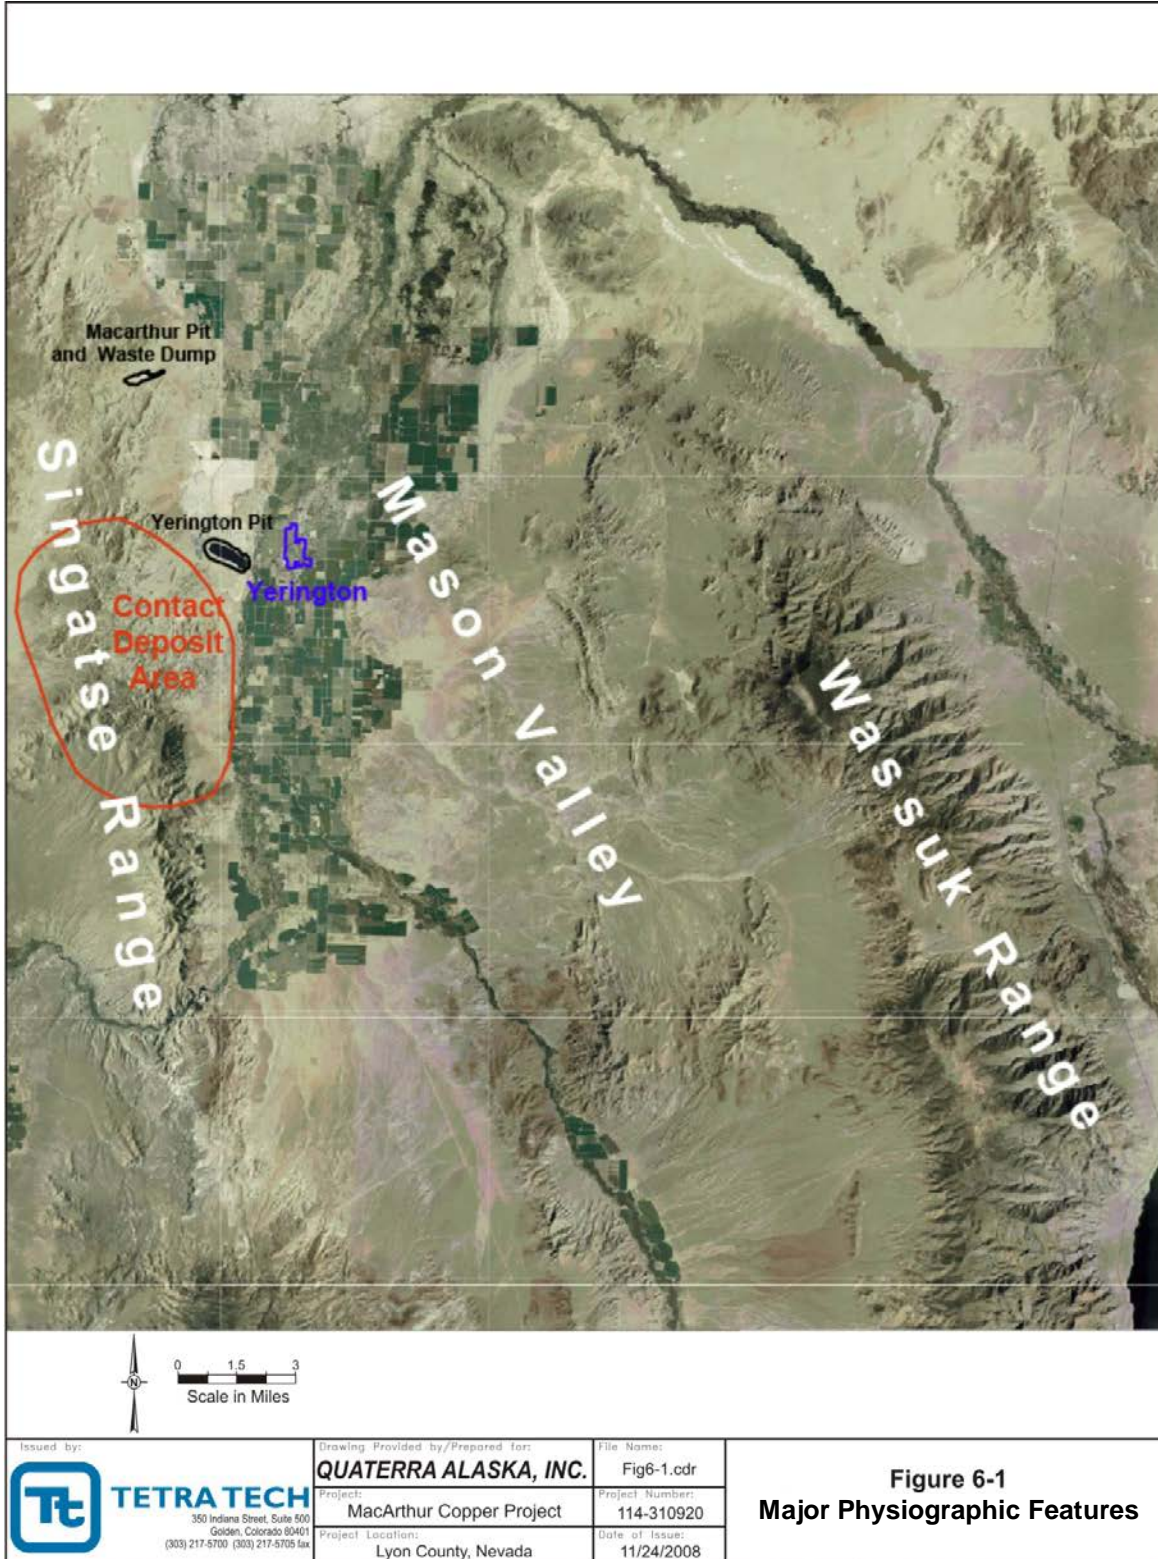 Macarthur Pit
and Waste Dump
Singatse Range
Yerington Pit
Yerington
Contact
Deposit
Area
Mason Valley
Wassuk Range
N
0 1.5 3
Scale in Miles
Issued by:
Tt
TETRA TECH
350 Indiana Street, Suite 500
Golden, Colorado 80401
(303) 217-5700 (303) 217-5705 fax
Drawing Provided by/Prepared for:
QUATERRA ALASKA, INC.
Project:
MacArthur Copper Project
Project Location:
Lyon County, Nevada
File Name:
Fig6-1.cdr
Project Number:
114-310920
Date of Issue:
11/24/2008
Figure 6-1
Major Physiographic Features